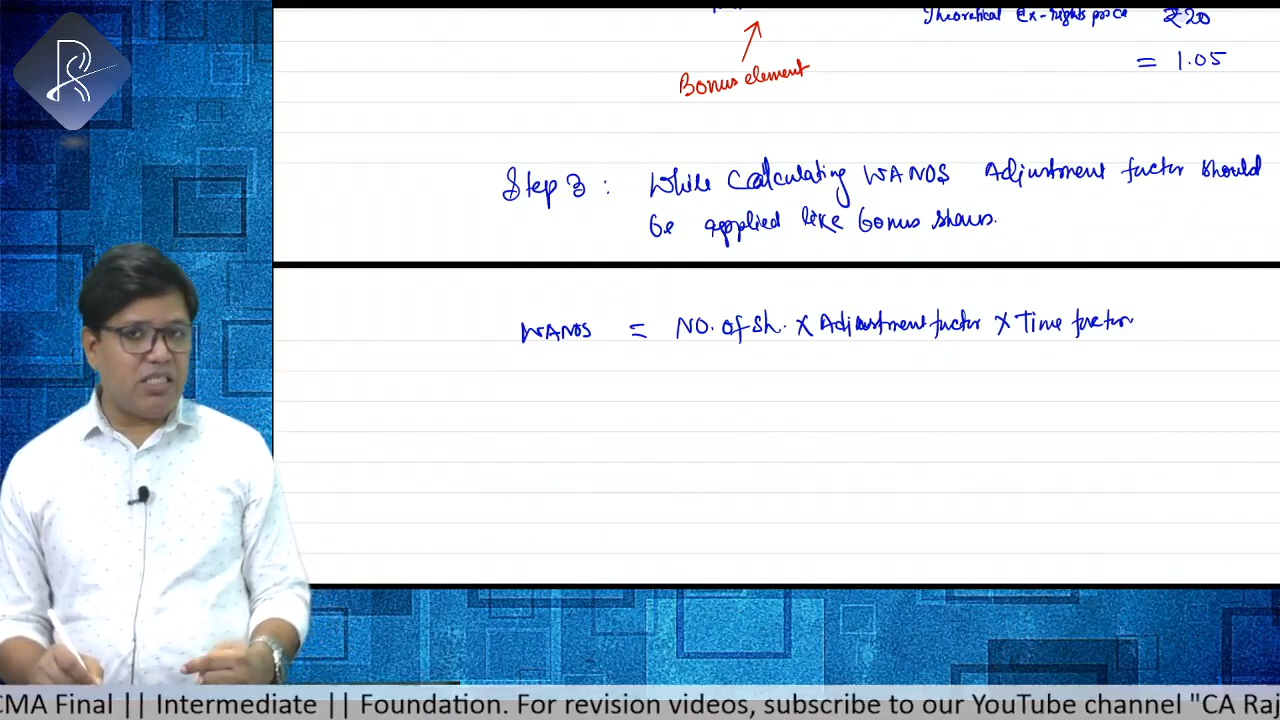 Theoretical Ex-rights price ₹20
= 1.05
Bonus element
Step 3: While Calculating WANOS Adjustment factor should
be applied like bonus shares.
WANOS = NO. of Sh. X Adjustment factor X Time factor
CMA Final || Intermediate || Foundation. For revision videos, subscribe to our YouTube channel "CA Raj